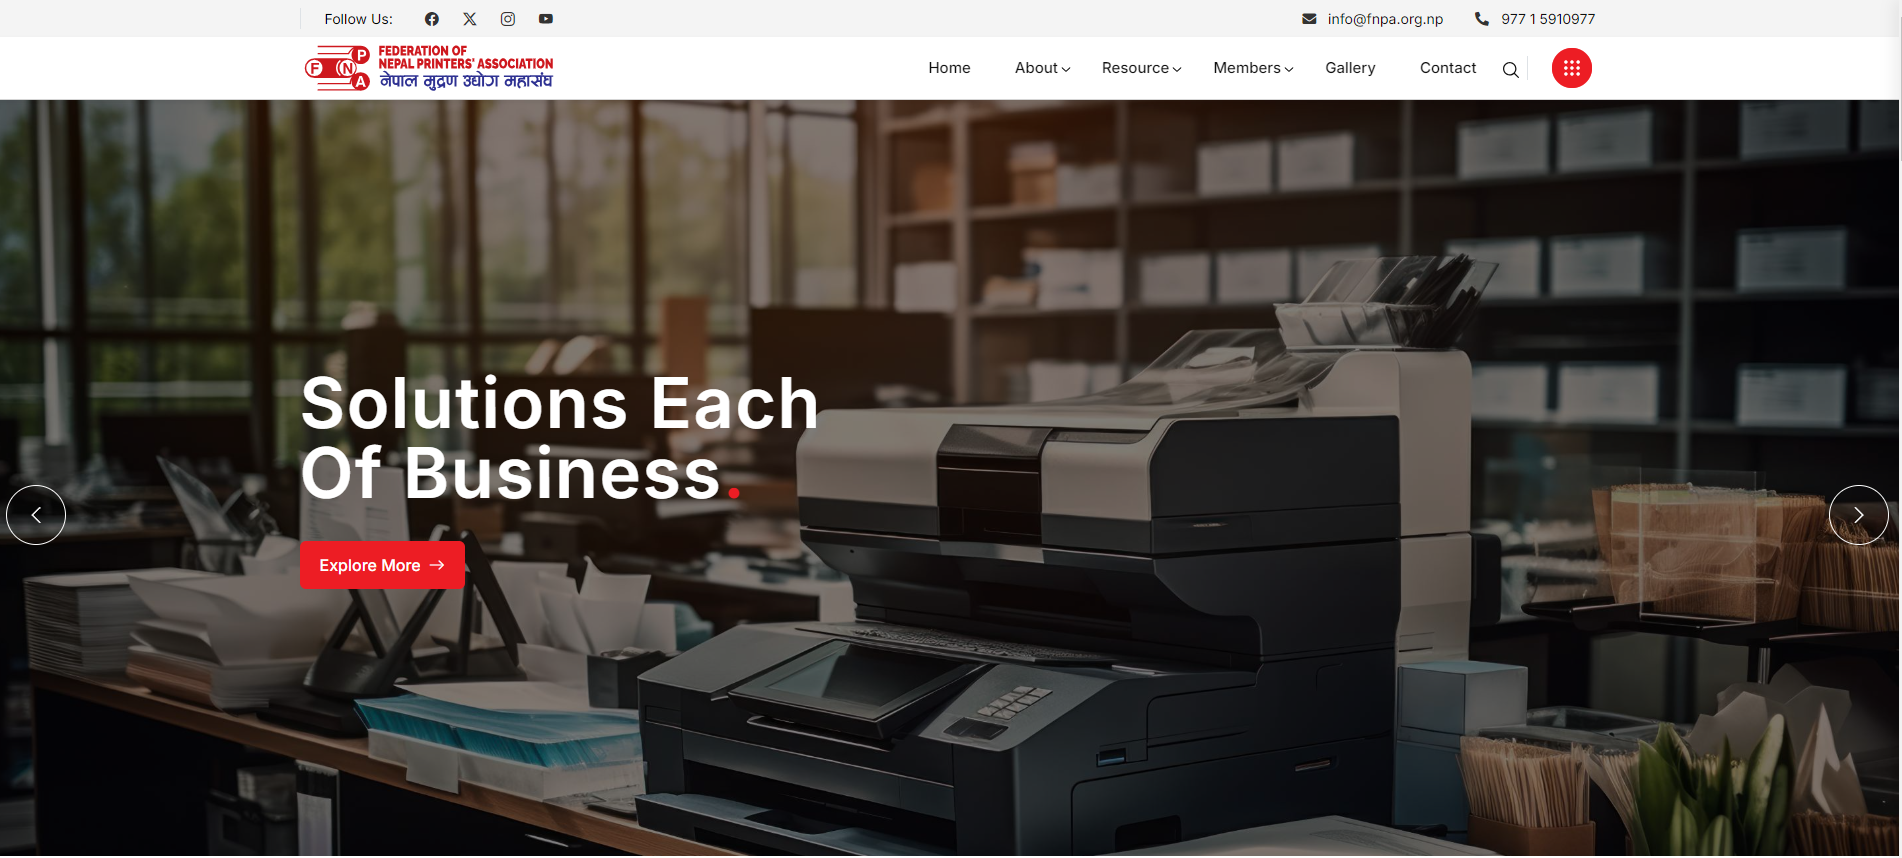 Follow Us:
info@fnpa.org.np
977 1 5910977
F N P A
FEDERATION OF
NEPAL PRINTERS' ASSOCIATION
नेपाल मुद्रण उद्योग महासंघ
Home About Resource Members Gallery Contact
Solutions Each
Of Business.
Explore More